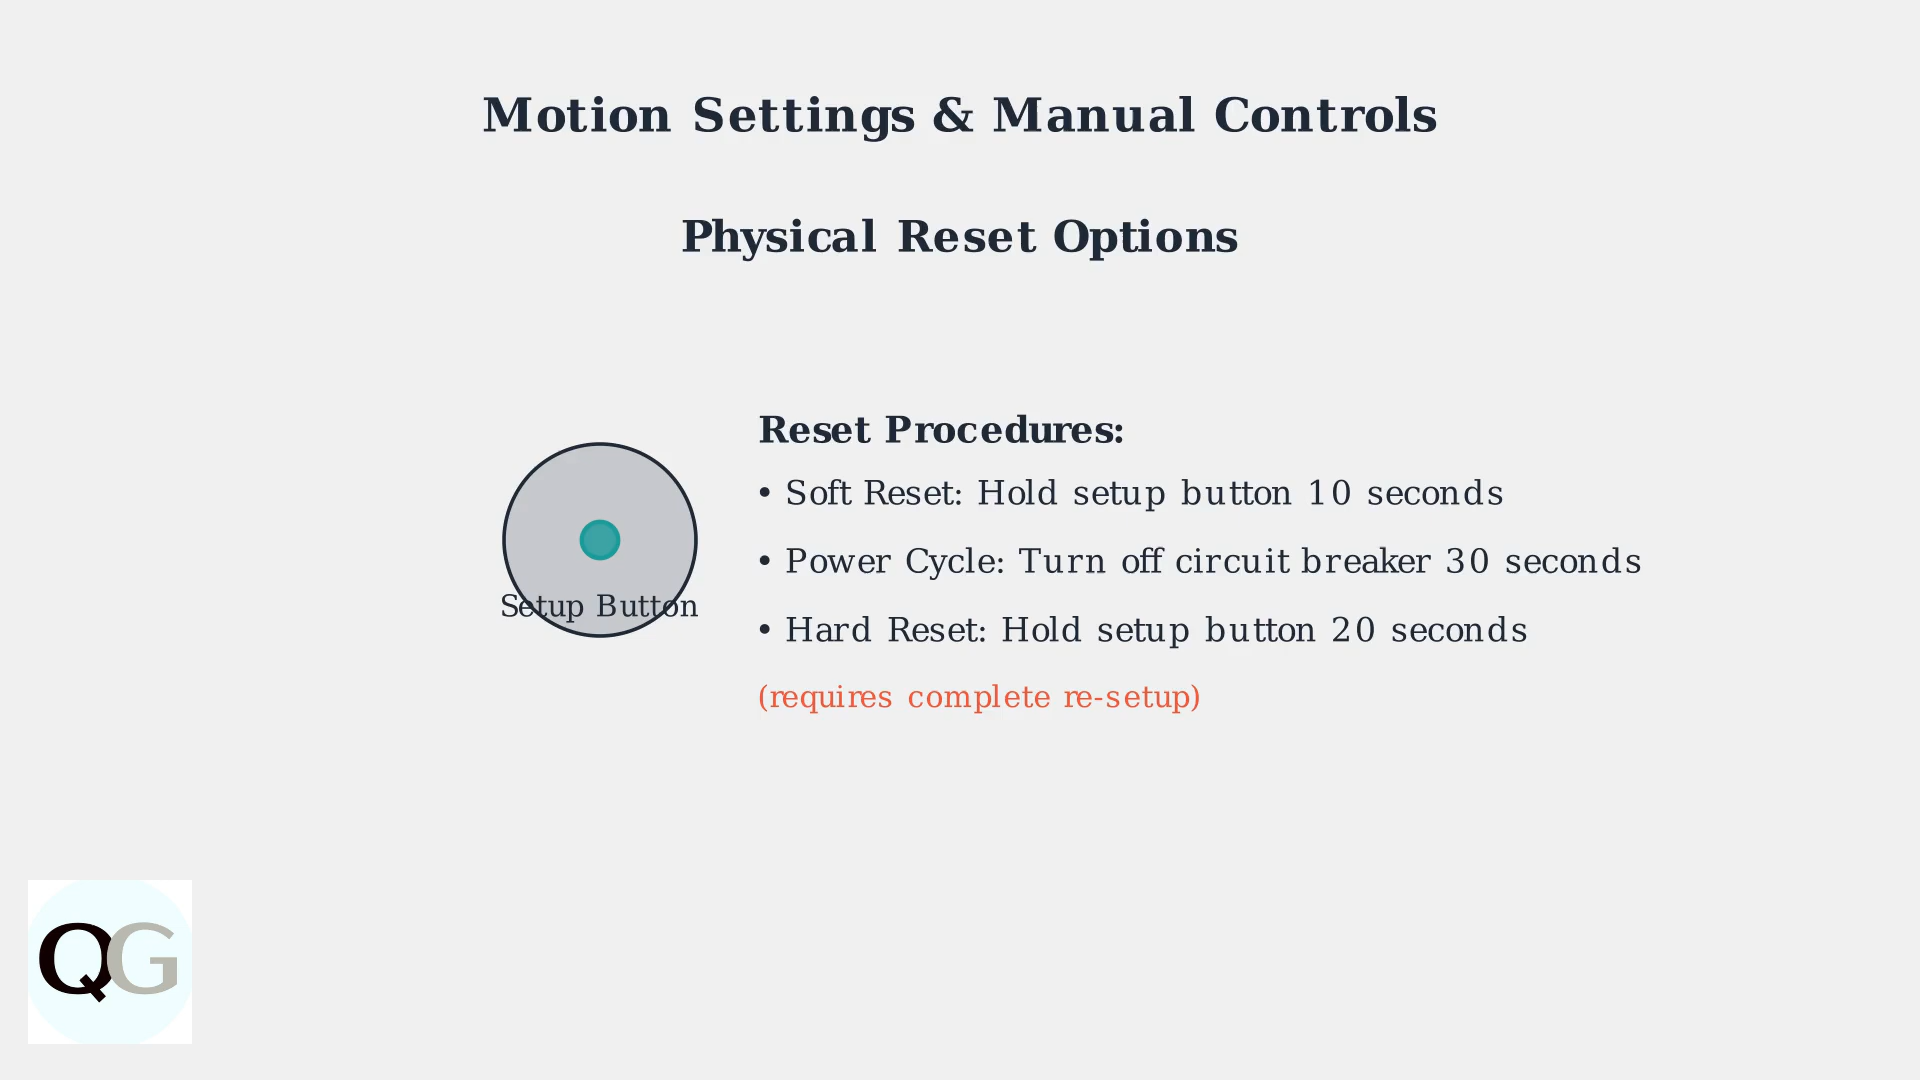 Motion Settings & Manual Controls
Physical Reset Options
Reset Procedures:
• Soft Reset: Hold setup button 10 seconds
• Power Cycle: Turn off circuit breaker 30 seconds
Setup Button
• Hard Reset: Hold setup button 20 seconds
(requires complete re-setup)
QG